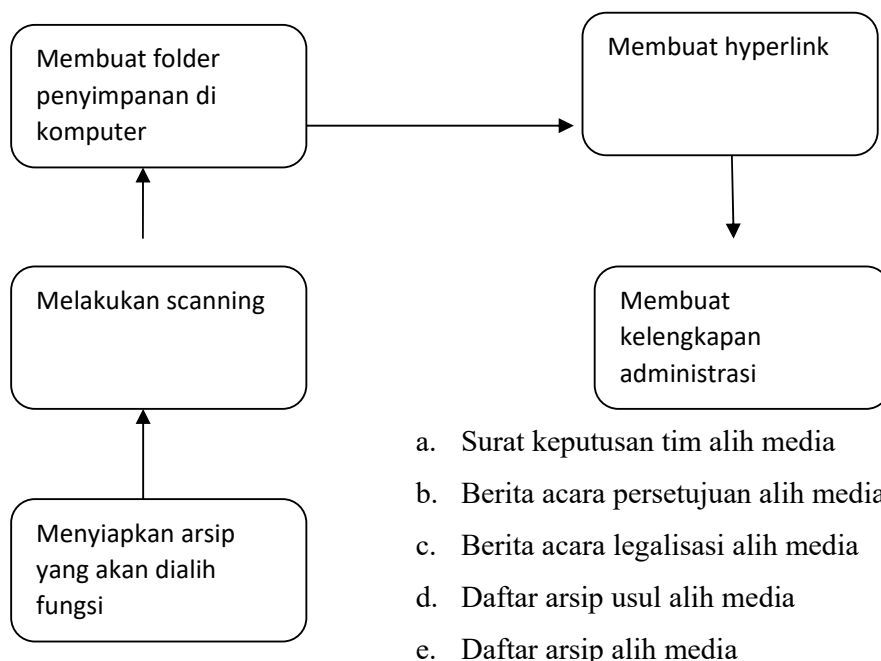 Membuat folder
penyimpanan di
komputer
Membuat hyperlink
Melakukan scanning
Membuat
kelengkapan
administrasi
Menyiapkan arsip
yang akan dialih
fungsi
a. Surat keputusan tim alih media
b. Berita acara persetujuan alih media
c. Berita acara legalisasi alih media
d. Daftar arsip usul alih media
e. Daftar arsip alih media